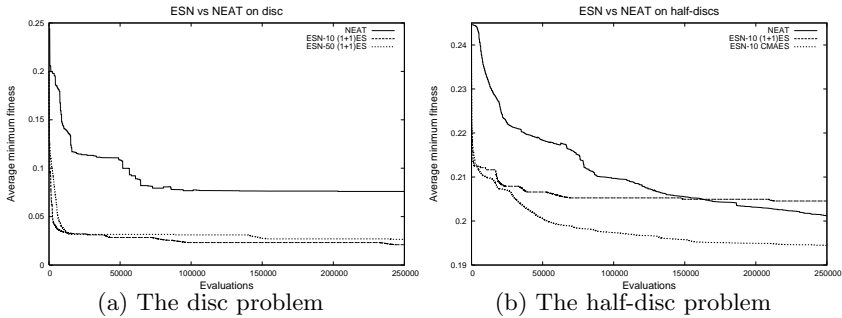 ESN vs NEAT on disc
NEAT
ESN-10 (1+1)ES
ESN-50 (1+1)ES
Average minimum fitness
0.25
0.2
0.15
0.1
0.05
0
0 50000 100000 150000 200000 250000
Evaluations
(a) The disc problem
ESN vs NEAT on half-discs
NEAT
ESN-10 (1+1)ES
ESN-10 CMAES
Average minimum fitness
0.24
0.23
0.22
0.21
0.2
0.19
0 50000 100000 150000 200000 250000
Evaluations
(b) The half-disc problem